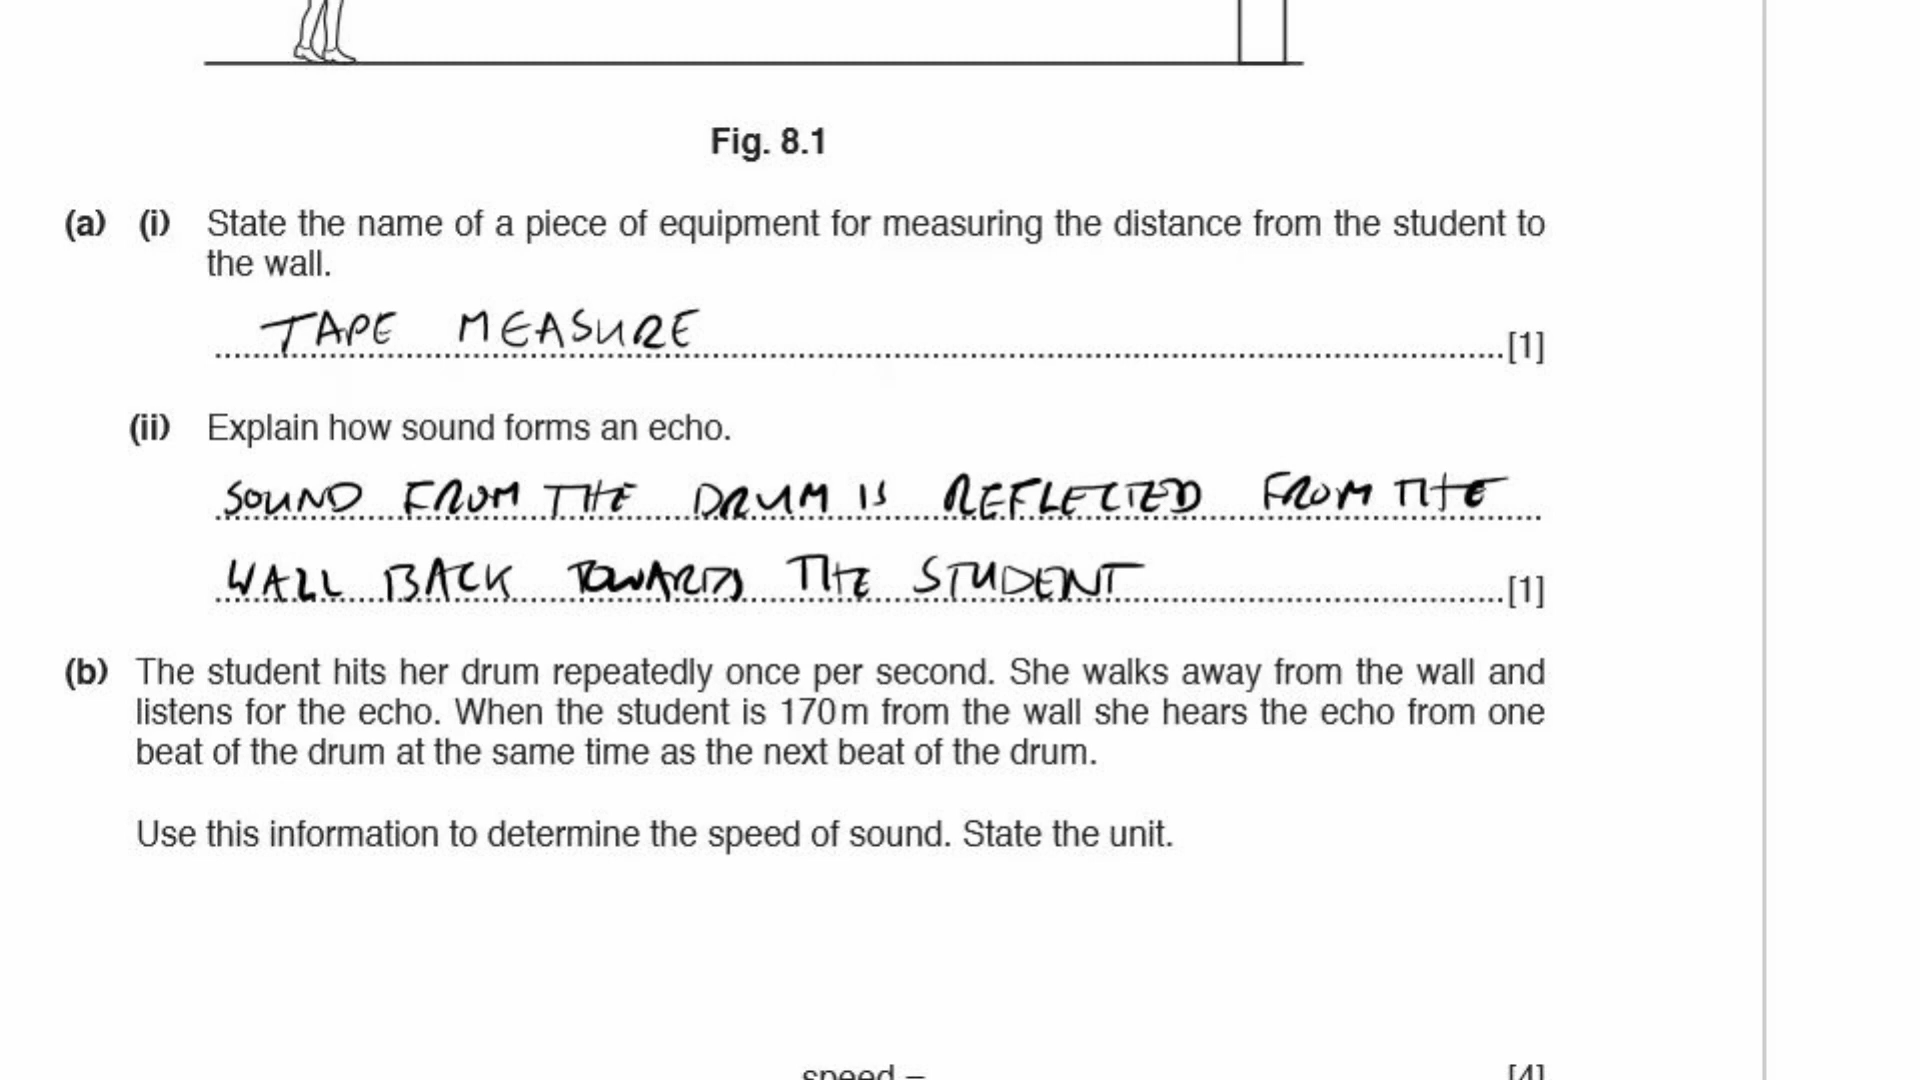 Fig. 8.1
(a) (i) State the name of a piece of equipment for measuring the distance from the student to
the wall.
TAPE MEASURE
[1]
(ii) Explain how sound forms an echo.
SOUND FROM THE DRUM IS REFLECTED FROM THE
WALL BACK TOWARDS THE STUDENT
[1]
(b) The student hits her drum repeatedly once per second. She walks away from the wall and
listens for the echo. When the student is 170 m from the wall she hears the echo from one
beat of the drum at the same time as the next beat of the drum.
Use this information to determine the speed of sound. State the unit.
speed = [4]